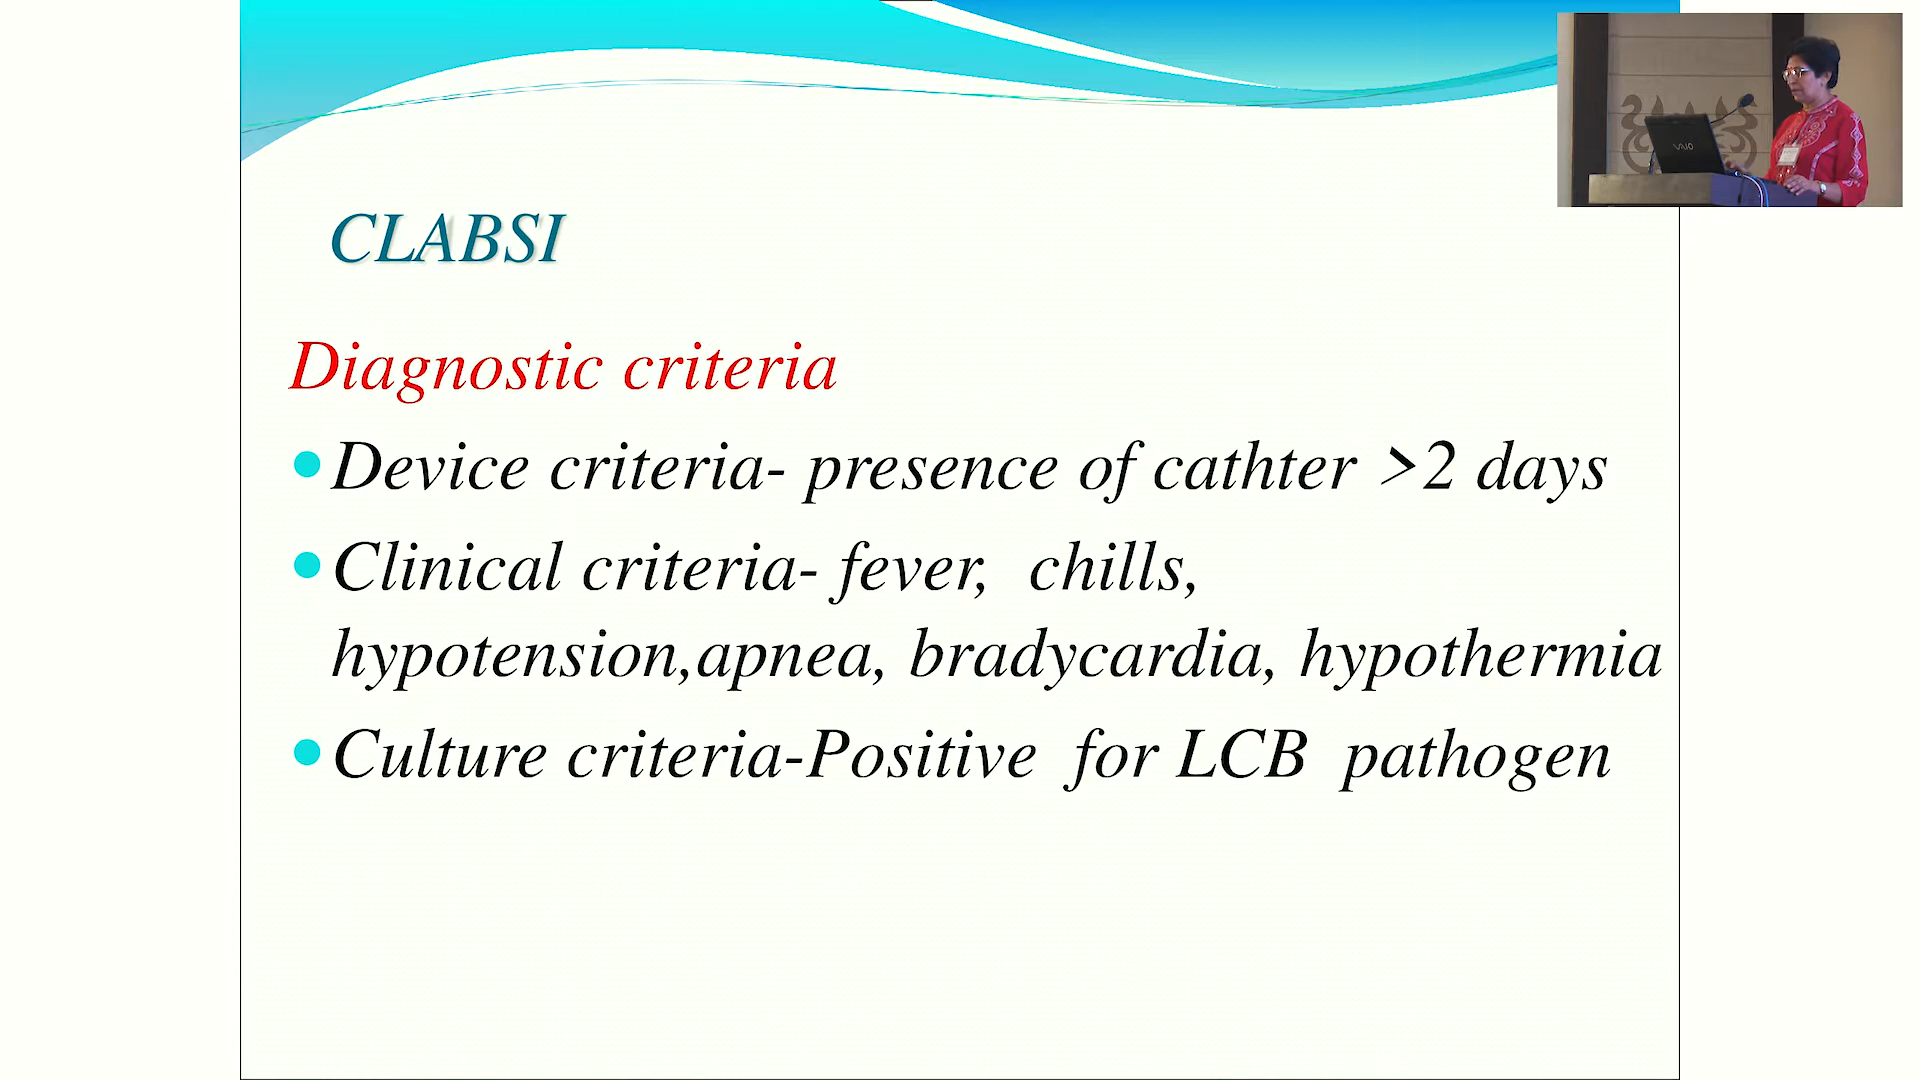 CLABSI
Diagnostic criteria
Device criteria- presence of cathter >2 days
Clinical criteria- fever, chills,
hypotension,apnea, bradycardia, hypothermia
Culture criteria-Positive for LCB pathogen
VAIO